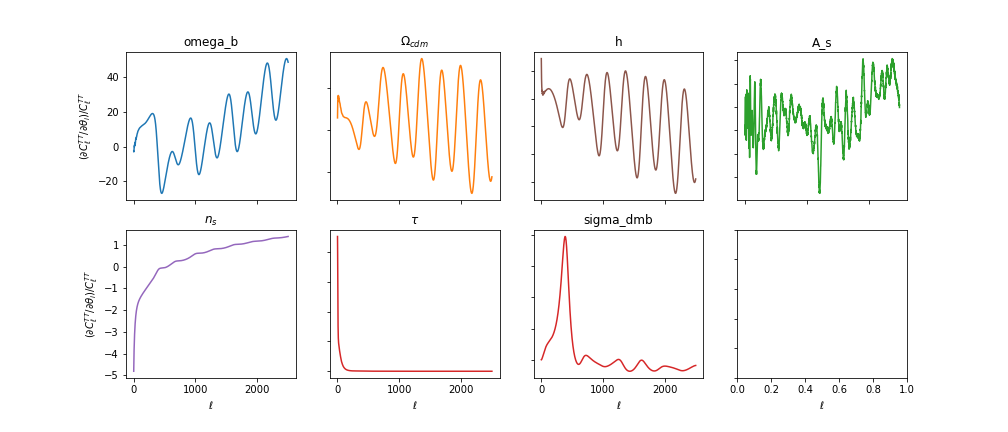 omega_b
Ω_{cdm}
h
A_s
(∂C_ℓ^{TT}/∂θ_i)/C_ℓ^{TT}
40
20
0
−20
n_s
τ
sigma_dmb
(∂C_ℓ^{TT}/∂θ_i)/C_ℓ^{TT}
1
0
−1
−2
−3
−4
−5
0 1000 2000
0 1000 2000
0 1000 2000
0.0 0.2 0.4 0.6 0.8 1.0
ℓ ℓ ℓ ℓ